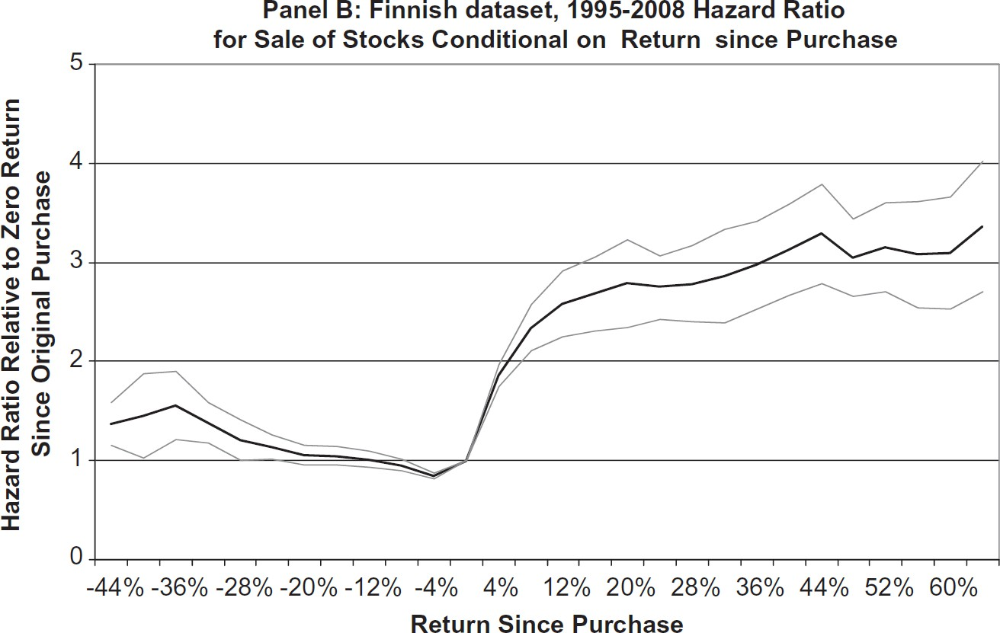 Panel B: Finnish dataset, 1995-2008 Hazard Ratio
for Sale of Stocks Conditional on Return since Purchase
Hazard Ratio Relative to Zero Return
Since Original Purchase
5
4
3
2
1
0
-44% -36% -28% -20% -12% -4% 4% 12% 20% 28% 36% 44% 52% 60%
Return Since Purchase